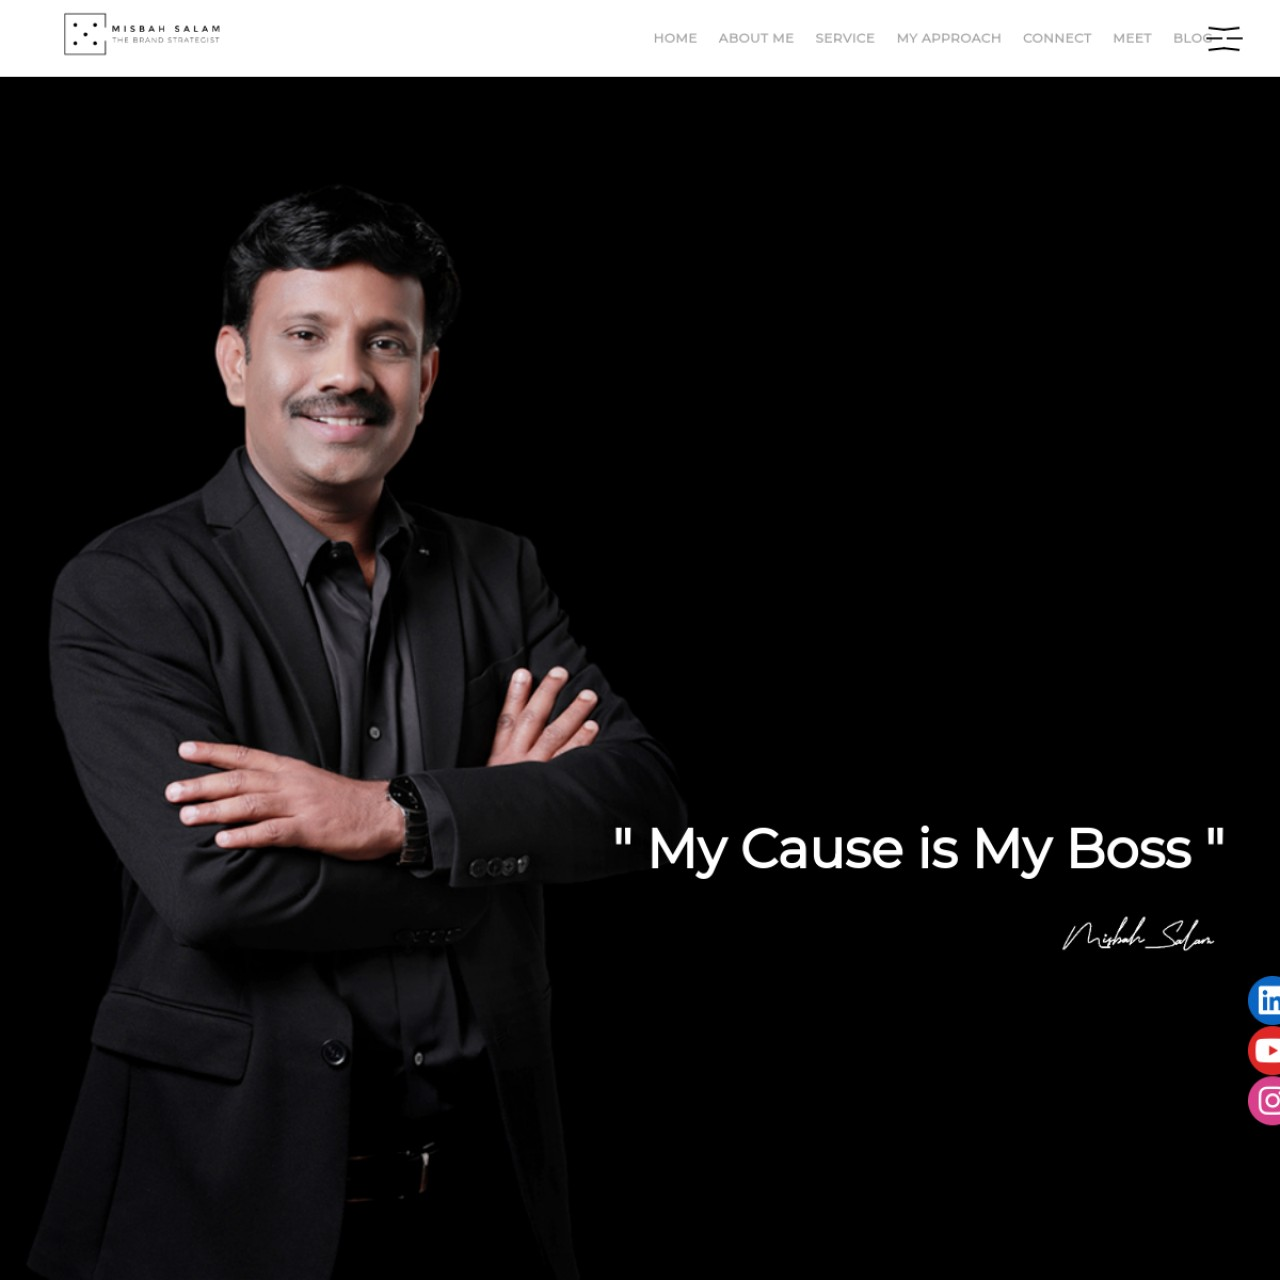 MISBAH SALAM
THE BRAND STRATEGIST
HOME ABOUT ME SERVICE MY APPROACH CONNECT MEET BLOG
" My Cause is My Boss "
Misbah Salam
in